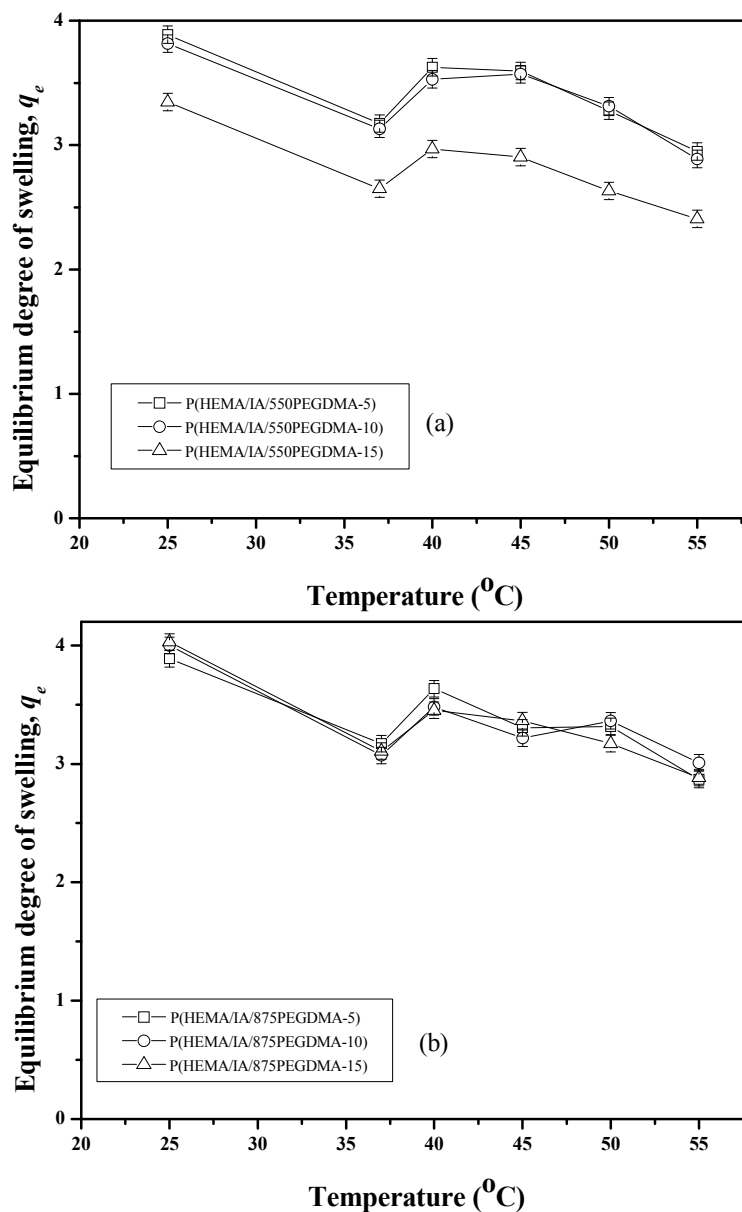 4
3
2
1
0
Equilibrium degree of swelling, qₑ
P(HEMA/IA/550PEGDMA-5)
P(HEMA/IA/550PEGDMA-10)
P(HEMA/IA/550PEGDMA-15)
(a)
20 25 30 35 40 45 50 55
Temperature (ᴼC)
4
3
2
1
0
Equilibrium degree of swelling, qₑ
P(HEMA/IA/875PEGDMA-5)
P(HEMA/IA/875PEGDMA-10)
P(HEMA/IA/875PEGDMA-15)
(b)
20 25 30 35 40 45 50 55
Temperature (ᴼC)